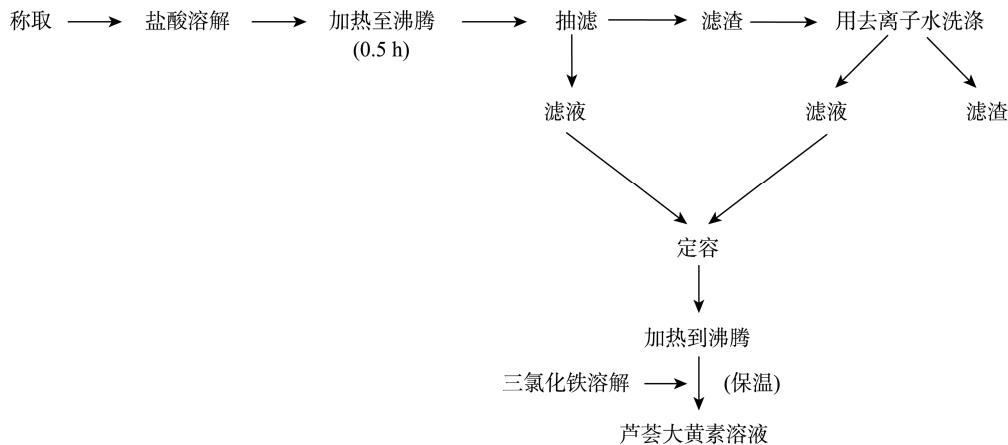 称取
盐酸溶解
加热至沸腾
(0.5 h)
抽滤
滤渣
用去离子水洗涤
滤液
滤液
滤渣
定容
加热到沸腾
三氯化铁溶解
(保温)
芦荟大黄素溶液